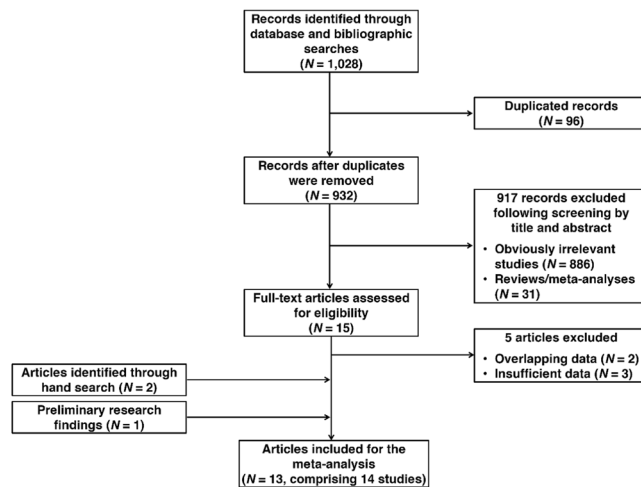 Records identified through
database and bibliographic
searches
(N = 1,028)
Duplicated records
(N = 96)
Records after duplicates
were removed
(N = 932)
917 records excluded
following screening by
title and abstract
• Obviously irrelevant
studies (N = 886)
• Reviews/meta-analyses
(N = 31)
Full-text articles assessed
for eligibility
(N = 15)
5 articles excluded
• Overlapping data (N = 2)
• Insufficient data (N = 3)
Articles identified through
hand search (N = 2)
Preliminary research
findings (N = 1)
Articles included for the
meta-analysis
(N = 13, comprising 14 studies)